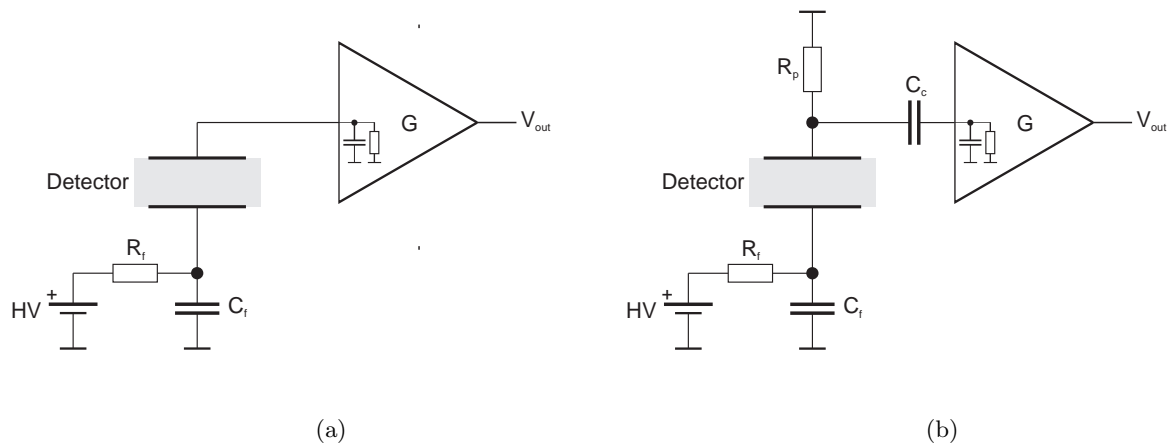 G
V_out
Detector
R_f
+
HV
C_f
(a)
R_p
C_c
G
V_out
Detector
R_f
+
HV
C_f
(b)